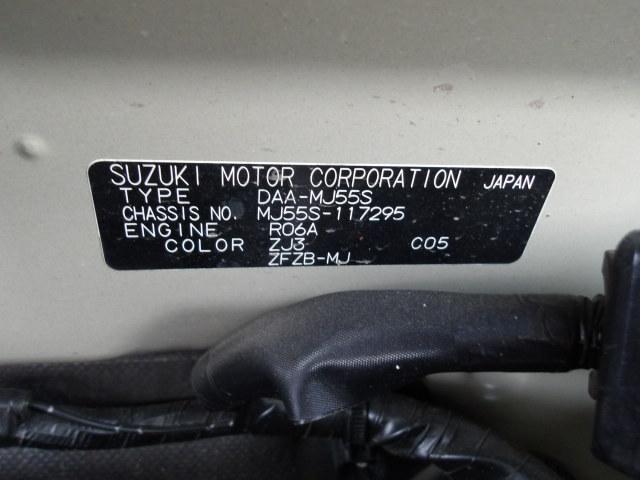 SUZUKI MOTOR CORPORATION JAPAN
TYPE DAA-MJ55S
CHASSIS NO. MJ55S-117295
ENGINE R06A
COLOR ZJ3 C05
ZFZB-MJ